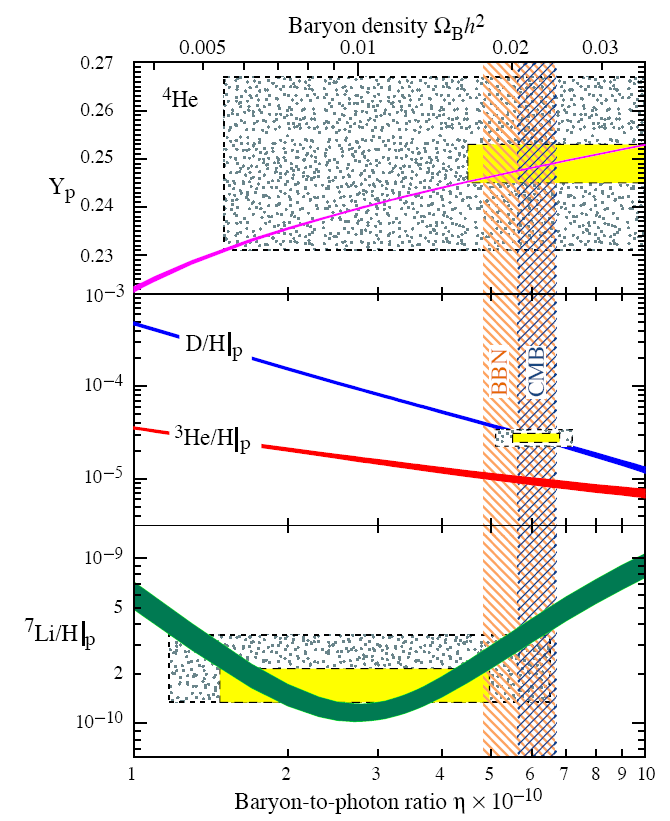 Baryon density Ω_B h²
0.005 0.01 0.02 0.03
0.27
⁴He
0.26
0.25
Y_p
0.24
0.23
10⁻³
D/H|_p
BBN
CMB
10⁻⁴
³He/H|_p
10⁻⁵
10⁻⁹
5
⁷Li/H|_p
2
10⁻¹⁰
1 2 3 4 5 6 7 8 9 10
Baryon-to-photon ratio η × 10⁻¹⁰